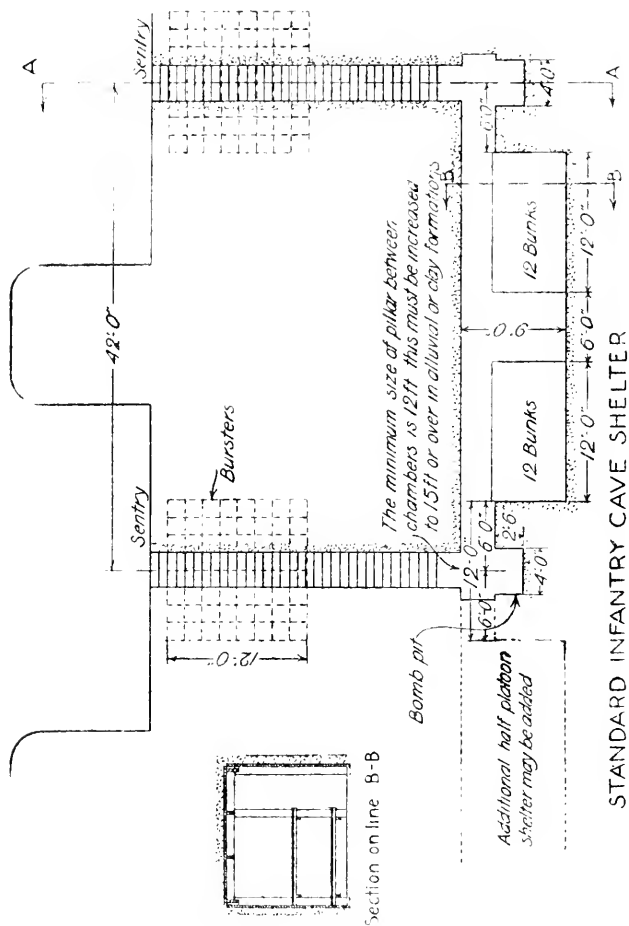 A
Sentry
Sentry
42'-0"
Bursters
12'-0"
The minimum size of pillar between
chambers is 12ft this must be increased
to 15ft or over in alluvial or clay formations
Bomb pit
6'-0"
12'-0"
6'-0"
2'-6"
4'-0"
B
9'-0"
12 Bunks
12 Bunks
12'-0"
6'-0"
12'-0"
B
6'-0"
4'-0"
A
Additional half platoon
shelter may be added
Section on line B-B
STANDARD INFANTRY CAVE SHELTER